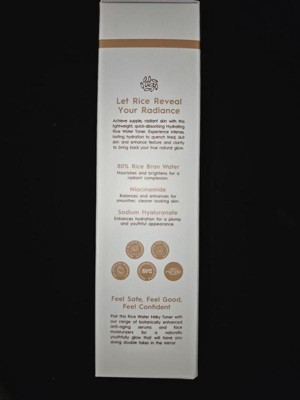 Let Rice Reveal
Your Radiance
Achieve supple, radiant skin with this
lightweight, quick-absorbing Hydrating
Rice Water Toner. Experience intense,
lasting hydration to quench tired, dull
skin and enhance texture and clarity
to bring back your true natural glow.
80% Rice Bran Water
Nourishes and brightens for a
radiant complexion
Niacinamide
Balances and enhances for
smoother, clearer looking skin.
Sodium Hyaluronate
Enhances hydration for a plump
and youthful appearance
Feel Safe, Feel Good,
Feel Confident
Pair this Rice Water Milky Toner with
our range of botanically enhanced
anti-aging serums and face
moisturizers for a naturally
youthful glow that will have you
doing double takes in the mirror.